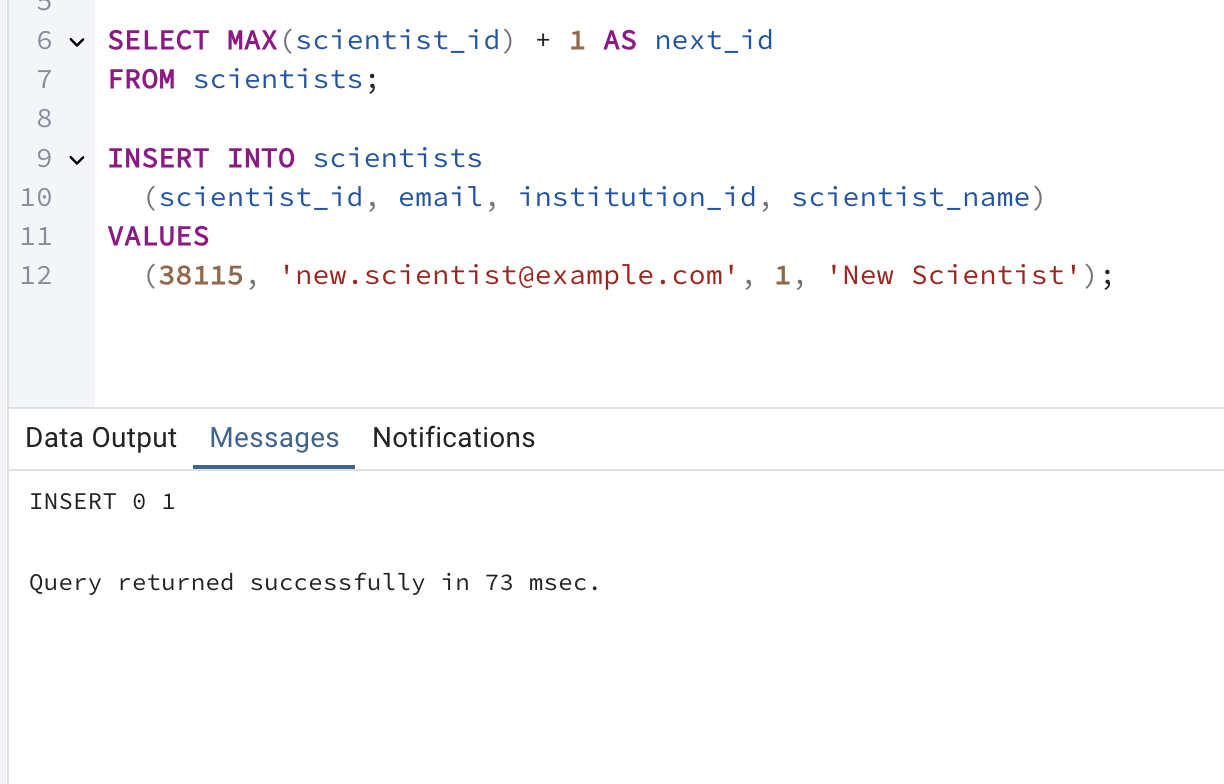 5
6 SELECT MAX(scientist_id) + 1 AS next_id
7 FROM scientists;
8
9 INSERT INTO scientists
10 (scientist_id, email, institution_id, scientist_name)
11 VALUES
12 (38115, 'new.scientist@example.com', 1, 'New Scientist');
Data Output Messages Notifications
INSERT 0 1
Query returned successfully in 73 msec.